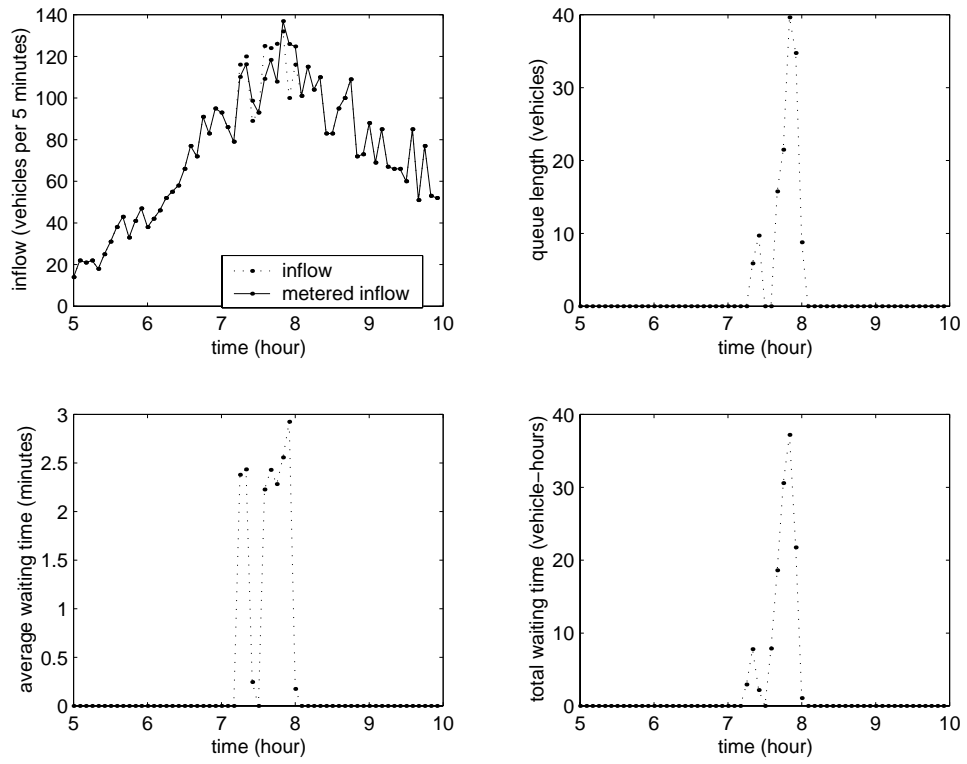 140
120
100
80
60
40
20
0
inflow (vehicles per 5 minutes)
inflow
metered inflow
5 6 7 8 9 10
time (hour)
40
30
20
10
0
queue length (vehicles)
5 6 7 8 9 10
time (hour)
3
2.5
2
1.5
1
0.5
0
average waiting time (minutes)
5 6 7 8 9 10
time (hour)
40
30
20
10
0
total waiting time (vehicle−hours)
5 6 7 8 9 10
time (hour)